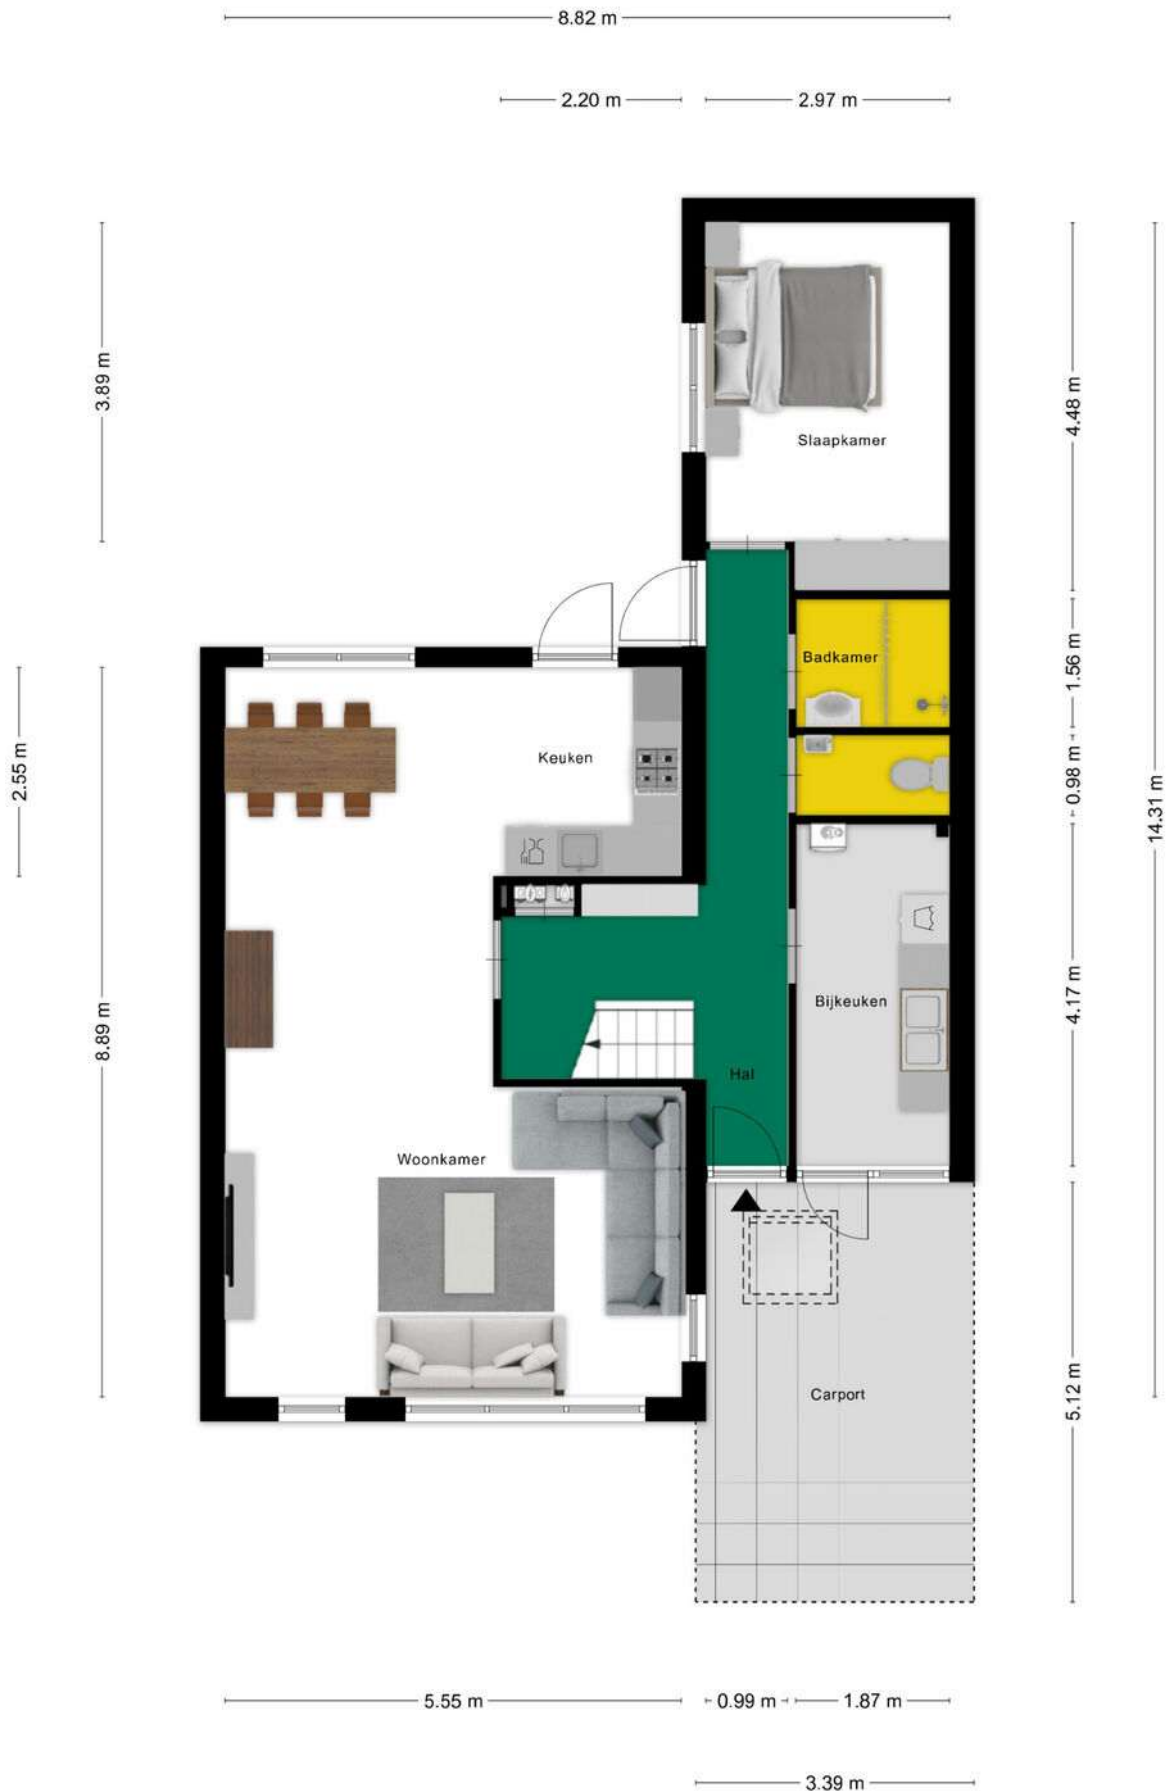 8.82 m
2.20 m
2.97 m
3.89 m
4.48 m
Slaapkamer
Badkamer
1.56 m
Keuken
2.55 m
0.98 m
14.31 m
Bijkeuken
4.17 m
8.89 m
Hal
Woonkamer
Carport
5.12 m
5.55 m
0.99 m
1.87 m
3.39 m